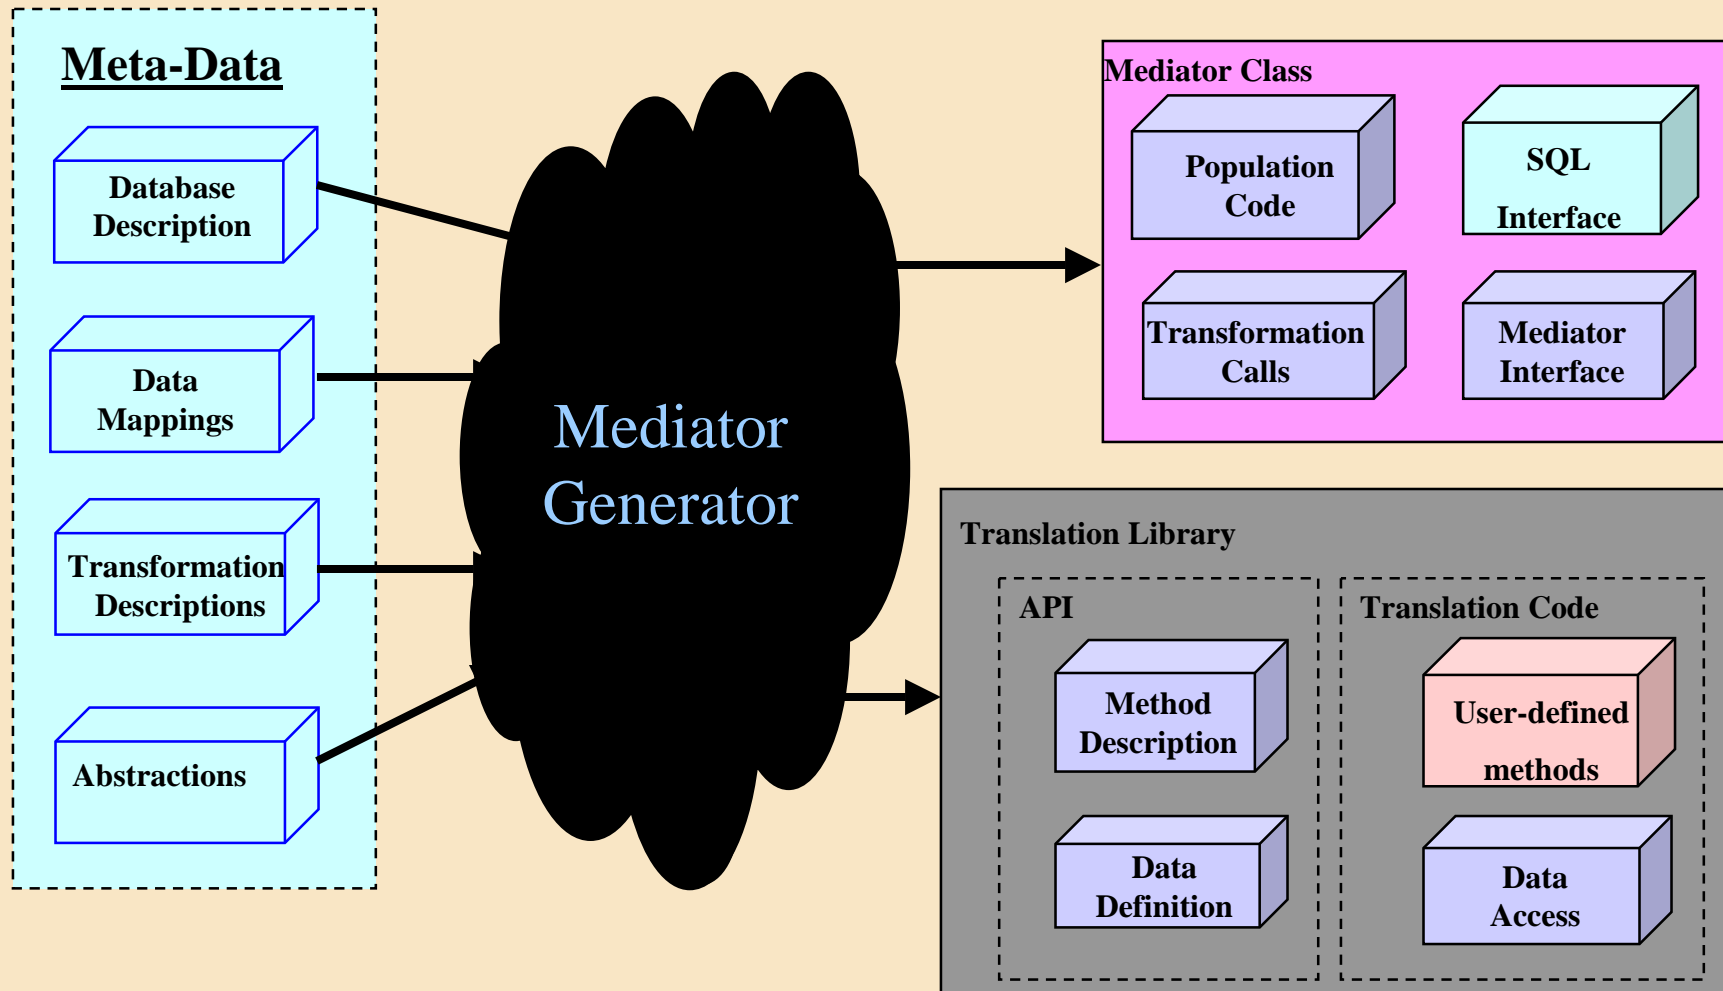 Meta-Data
Database
Description
Data
Mappings
Transformation
Descriptions
Abstractions
Mediator
Generator
Mediator Class
Population
Code
SQL
Interface
Transformation
Calls
Mediator
Interface
Translation Library
API
Method
Description
Data
Definition
Translation Code
User-defined
methods
Data
Access